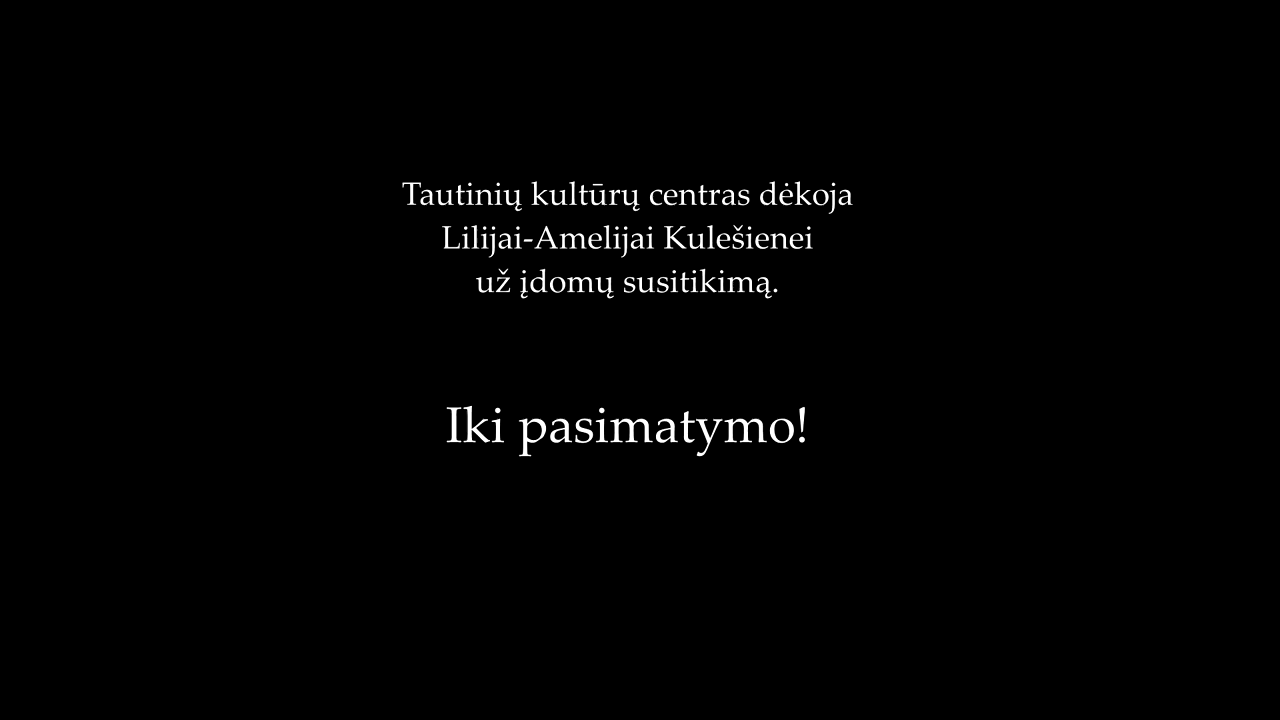 Tautinių kultūrų centras dėkoja
Lilijai-Amelijai Kulešienei
už įdomų susitikimą.
Iki pasimatymo!